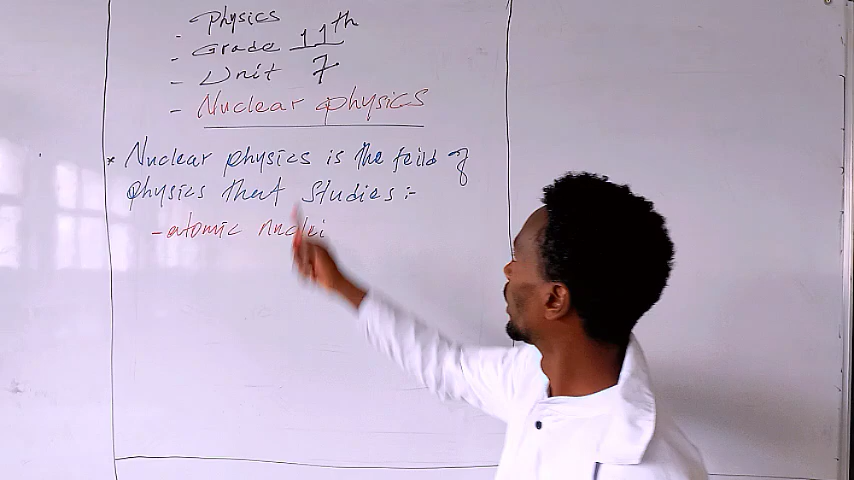 - Physics
- Grade 11th
- Unit 7
- Nuclear physics
* Nuclear physics is the feild of
physics that studies :-
- atomic nuclei